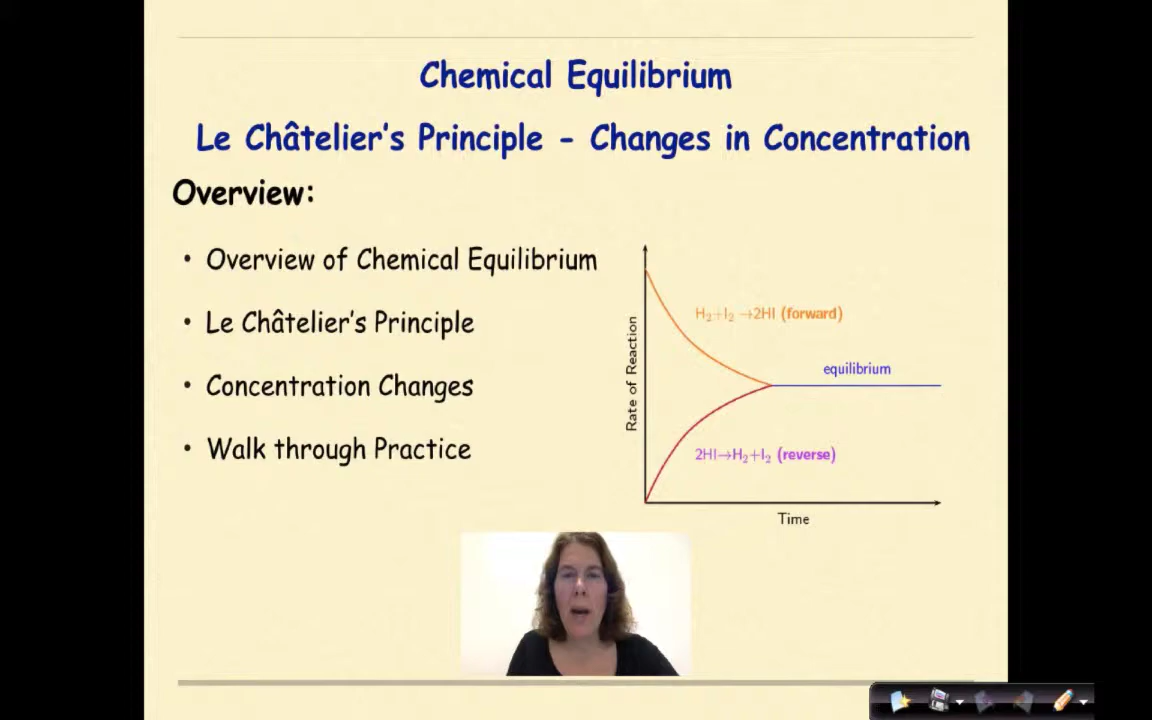 Chemical Equilibrium
Le Châtelier's Principle - Changes in Concentration
Overview:
• Overview of Chemical Equilibrium
• Le Châtelier's Principle
• Concentration Changes
• Walk through Practice
Rate of Reaction
H₂+I₂→2HI (forward)
equilibrium
2HI→H₂+I₂ (reverse)
Time